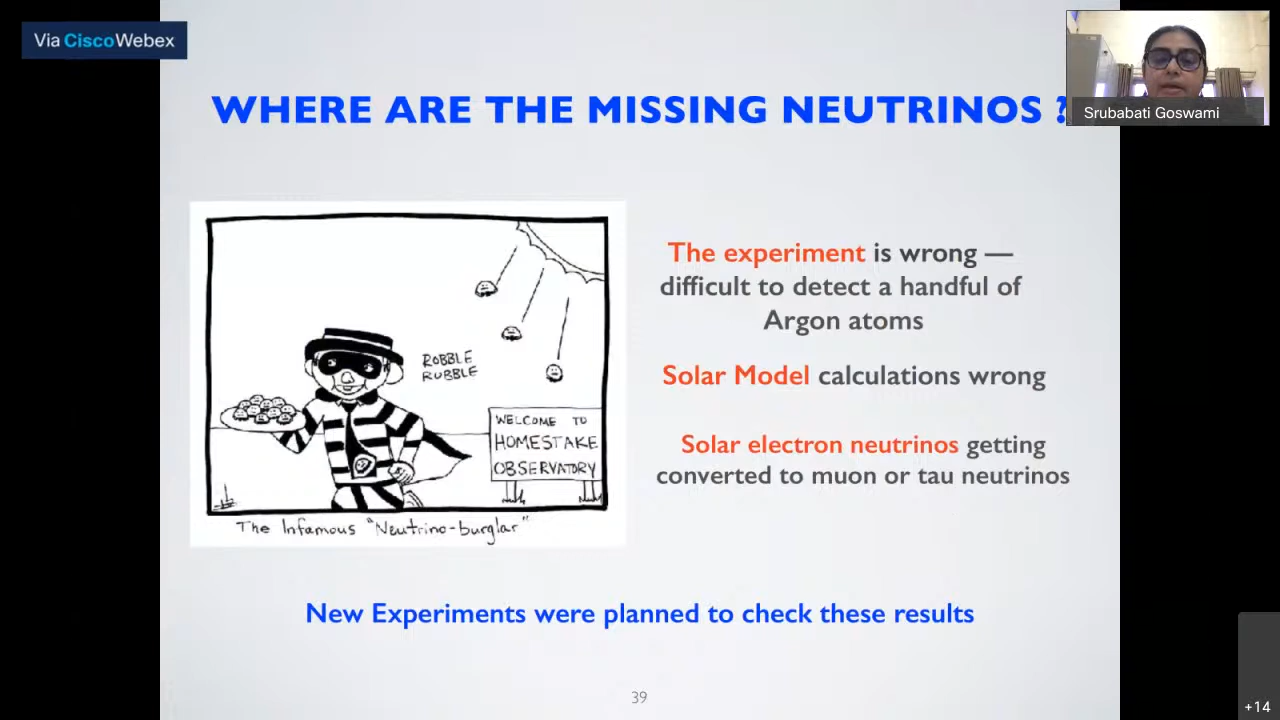 Via CiscoWebex
WHERE ARE THE MISSING NEUTRINOS ?
Srubabati Goswami
ROBBLE
RUBBLE
WELCOME TO
HOMESTAKE
OBSERVATORY
The Infamous "Neutrino-burglar"
The experiment is wrong —
difficult to detect a handful of
Argon atoms
Solar Model calculations wrong
Solar electron neutrinos getting
converted to muon or tau neutrinos
New Experiments were planned to check these results
39
+14